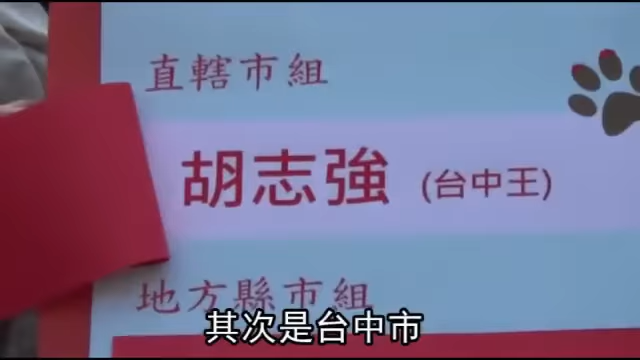 直轄市組
胡志強 (台中王)
地方縣市組
其次是台中市